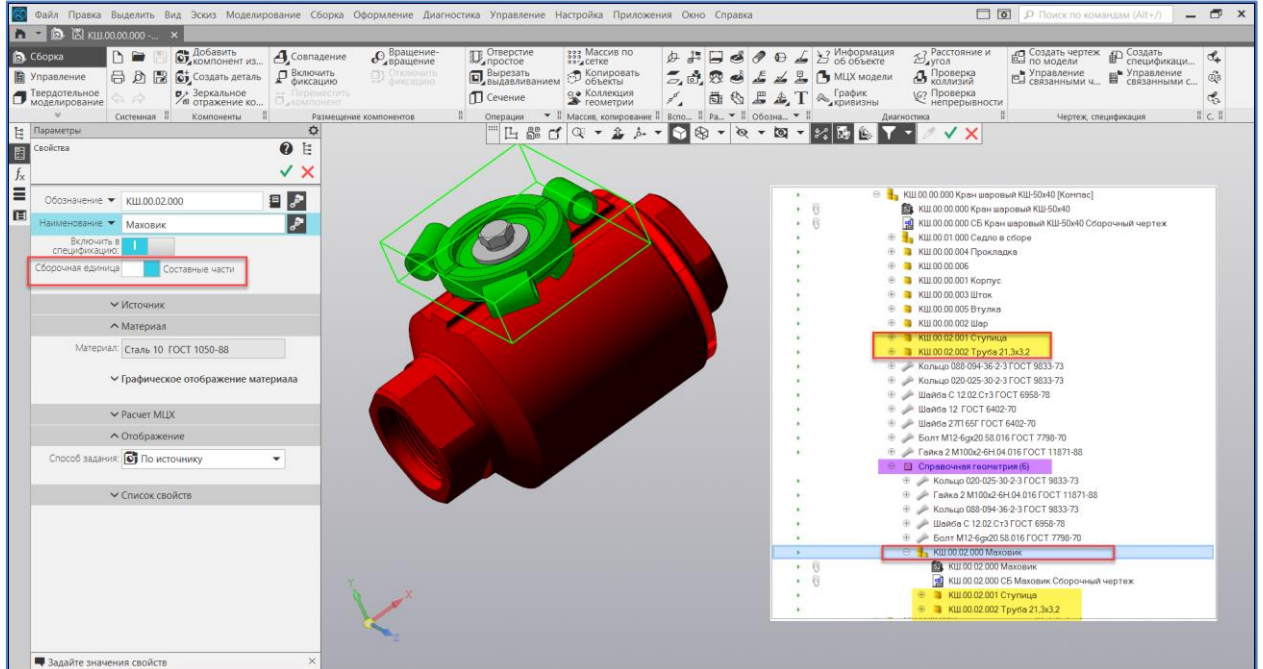 Файл Правка Выделить Вид Эскиз Моделирование Сборка Оформление Диагностика Управление Настройка Приложения Окно Справка
Поиск по командам (Alt+/)
КШ.00.00.000 -...
Сборка
Управление
Твердотельное моделирование
Добавить компонент из...
Создать деталь
Зеркальное отражение ко...
Совпадение
Включить фиксацию
Переместить компонент
Вращение-вращение
Отключить фиксацию
Отверстие простое
Вырезать выдавливанием
Сечение
Массив по сетке
Копировать объекты
Коллекция геометрии
Информация об объекте
МЦХ модели
График кривизны
Расстояние и угол
Проверка коллизий
Проверка непрерывности
Создать чертеж по модели
Управление связанными ч...
Создать спецификаци...
Управление связанными с...
Системная
Компоненты
Размещение компонентов
Операции
Массив, копирование
Вспо...
Ра...
Обозна...
Диагностика
Чертеж, спецификация
С.
Параметры
Свойства
Обозначение КШ.00.02.000
Наименование Маховик
Включить в спецификацию:
Сборочная единица Составные части
Источник
Материал
Материал: Сталь 10 ГОСТ 1050-88
Графическое отображение материала
Расчет МЦХ
Отображение
Способ задания: По источнику
Список свойств
Задайте значения свойств
Y
X
Z
КШ.00.00.000 Кран шаровый КШ-50х40 [Компас]
КШ.00.00.000 Кран шаровый КШ-50х40
КШ.00.00.000 СБ Кран шаровый КШ-50х40 Сборочный чертеж
КШ.00.01.000 Седло в сборе
КШ.00.00.004 Прокладка
КШ.00.00.006
КШ.00.00.001 Корпус
КШ.00.00.003 Шток
КШ.00.00.005 Втулка
КШ.00.00.002 Шар
КШ.00.02.001 Ступица
КШ.00.02.002 Труба 21,3х3,2
Кольцо 088-094-36-2-3 ГОСТ 9833-73
Кольцо 020-025-30-2-3 ГОСТ 9833-73
Шайба С 12.02.Ст3 ГОСТ 6958-78
Шайба 12 ГОСТ 6402-70
Шайба 27Л 65Г ГОСТ 6402-70
Болт М12-6gх20.58.016 ГОСТ 7798-70
Гайка 2 М100х2-6Н.04.016 ГОСТ 11871-88
Справочная геометрия (6)
Кольцо 020-025-30-2-3 ГОСТ 9833-73
Гайка 2 М100х2-6Н.04.016 ГОСТ 11871-88
Кольцо 088-094-36-2-3 ГОСТ 9833-73
Шайба С 12.02.Ст3 ГОСТ 6958-78
Болт М12-6gх20.58.016 ГОСТ 7798-70
КШ.00.02.000 Маховик
КШ.00.02.000 Маховик
КШ.00.02.000 СБ Маховик Сборочный чертеж
КШ.00.02.001 Ступица
КШ.00.02.002 Труба 21,3х3,2